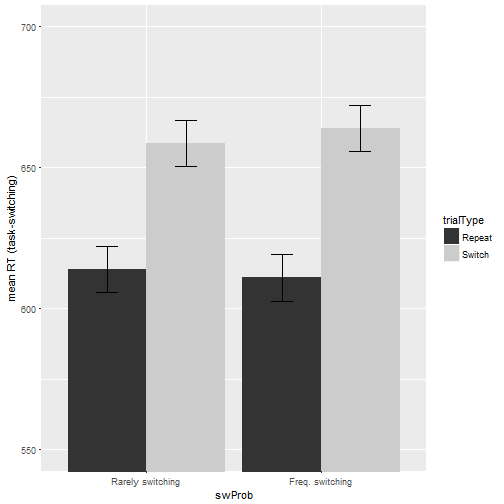 700
650
600
550
mean RT (task-switching)
Rarely switching
Freq. switching
swProb
trialType
Repeat
Switch